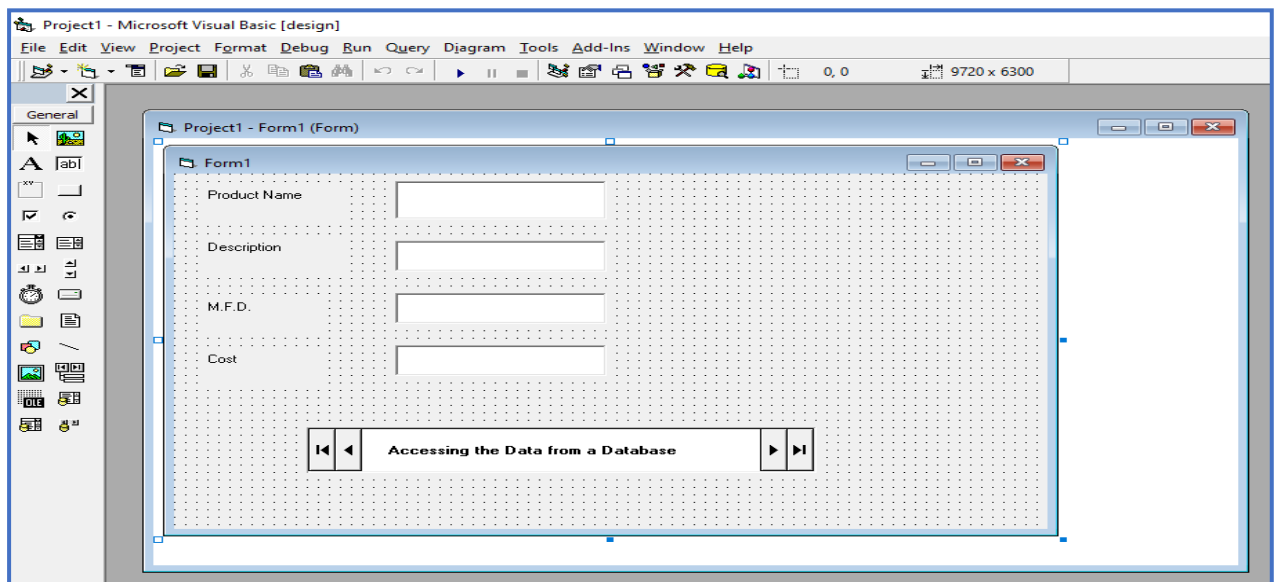 Project1 - Microsoft Visual Basic [design]
File Edit View Project Format Debug Run Query Diagram Tools Add-Ins Window Help
0, 0 9720 x 6300
General
Project1 - Form1 (Form)
A ab
xv
Form1
Product Name
Description
M.F.D.
Cost
OLE
Accessing the Data from a Database